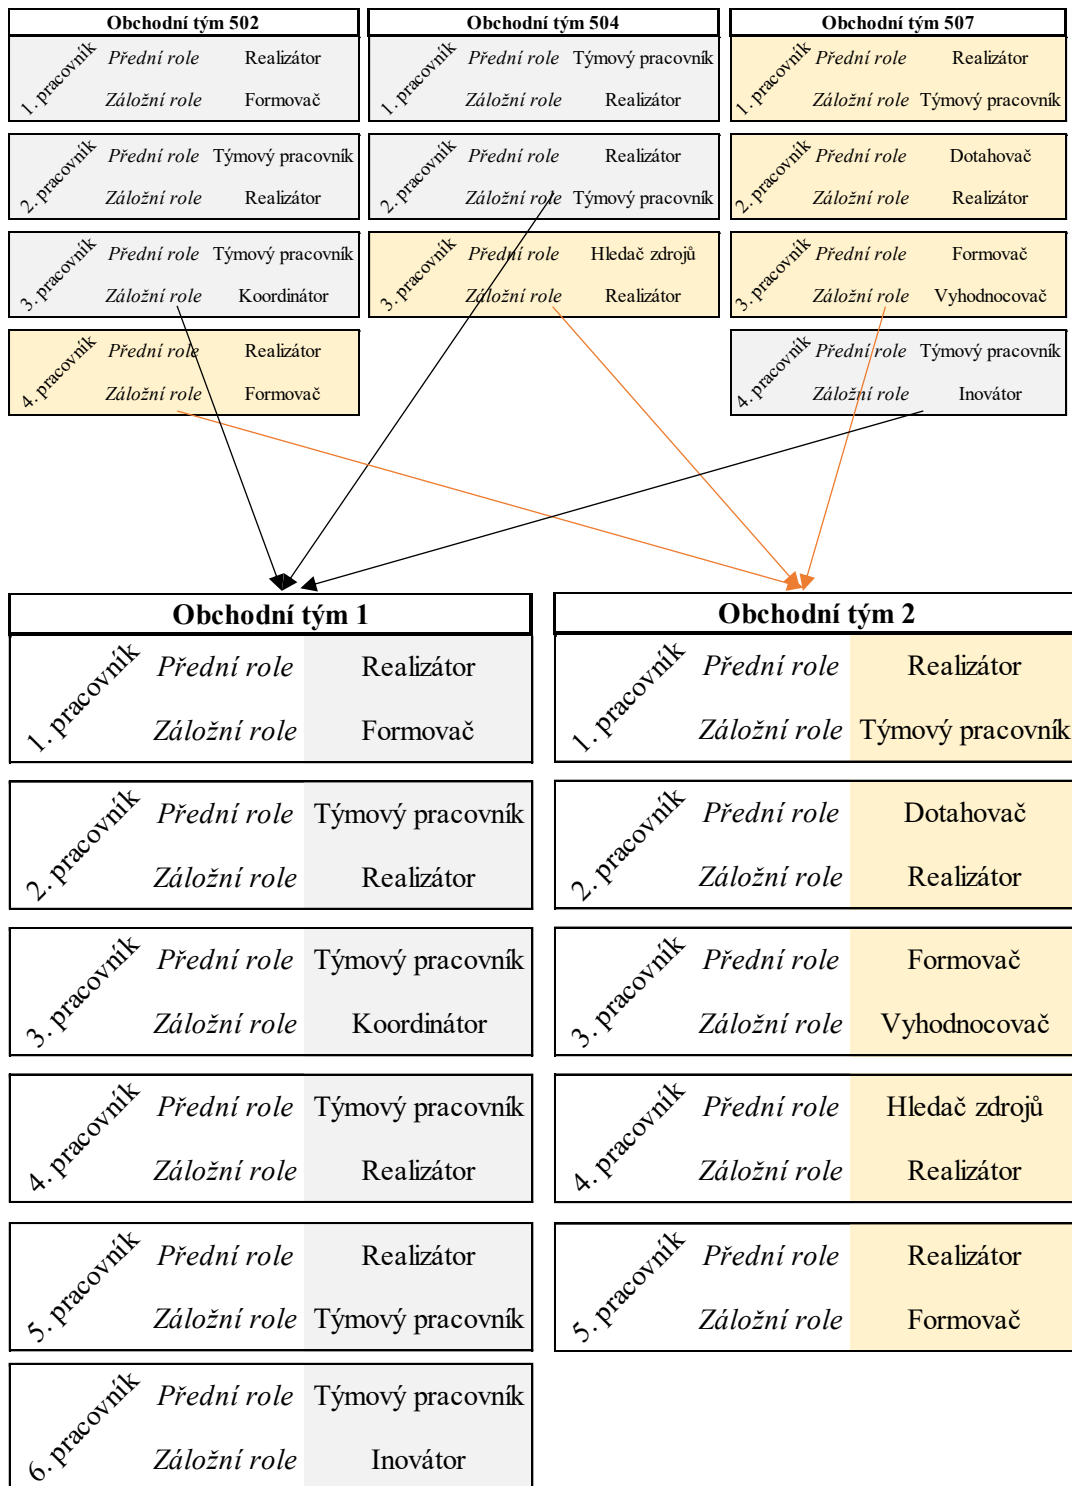 Obchodní tým 502
1. pracovník
Přední role Realizátor
Záložní role Formovač
2. pracovník
Přední role Týmový pracovník
Záložní role Realizátor
3. pracovník
Přední role Týmový pracovník
Záložní role Koordinátor
4. pracovník
Přední role Realizátor
Záložní role Formovač
Obchodní tým 504
1. pracovník
Přední role Týmový pracovník
Záložní role Realizátor
2. pracovník
Přední role Realizátor
Záložní role Týmový pracovník
3. pracovník
Přední role Hledač zdrojů
Záložní role Realizátor
Obchodní tým 507
1. pracovník
Přední role Realizátor
Záložní role Týmový pracovník
2. pracovník
Přední role Dotahovač
Záložní role Realizátor
3. pracovník
Přední role Formovač
Záložní role Vyhodnocovač
4. pracovník
Přední role Týmový pracovník
Záložní role Inovátor
Obchodní tým 1
1. pracovník
Přední role Realizátor
Záložní role Formovač
2. pracovník
Přední role Týmový pracovník
Záložní role Realizátor
3. pracovník
Přední role Týmový pracovník
Záložní role Koordinátor
4. pracovník
Přední role Týmový pracovník
Záložní role Realizátor
5. pracovník
Přední role Realizátor
Záložní role Týmový pracovník
6. pracovník
Přední role Týmový pracovník
Záložní role Inovátor
Obchodní tým 2
1. pracovník
Přední role Realizátor
Záložní role Týmový pracovník
2. pracovník
Přední role Dotahovač
Záložní role Realizátor
3. pracovník
Přední role Formovač
Záložní role Vyhodnocovač
4. pracovník
Přední role Hledač zdrojů
Záložní role Realizátor
5. pracovník
Přední role Realizátor
Záložní role Formovač